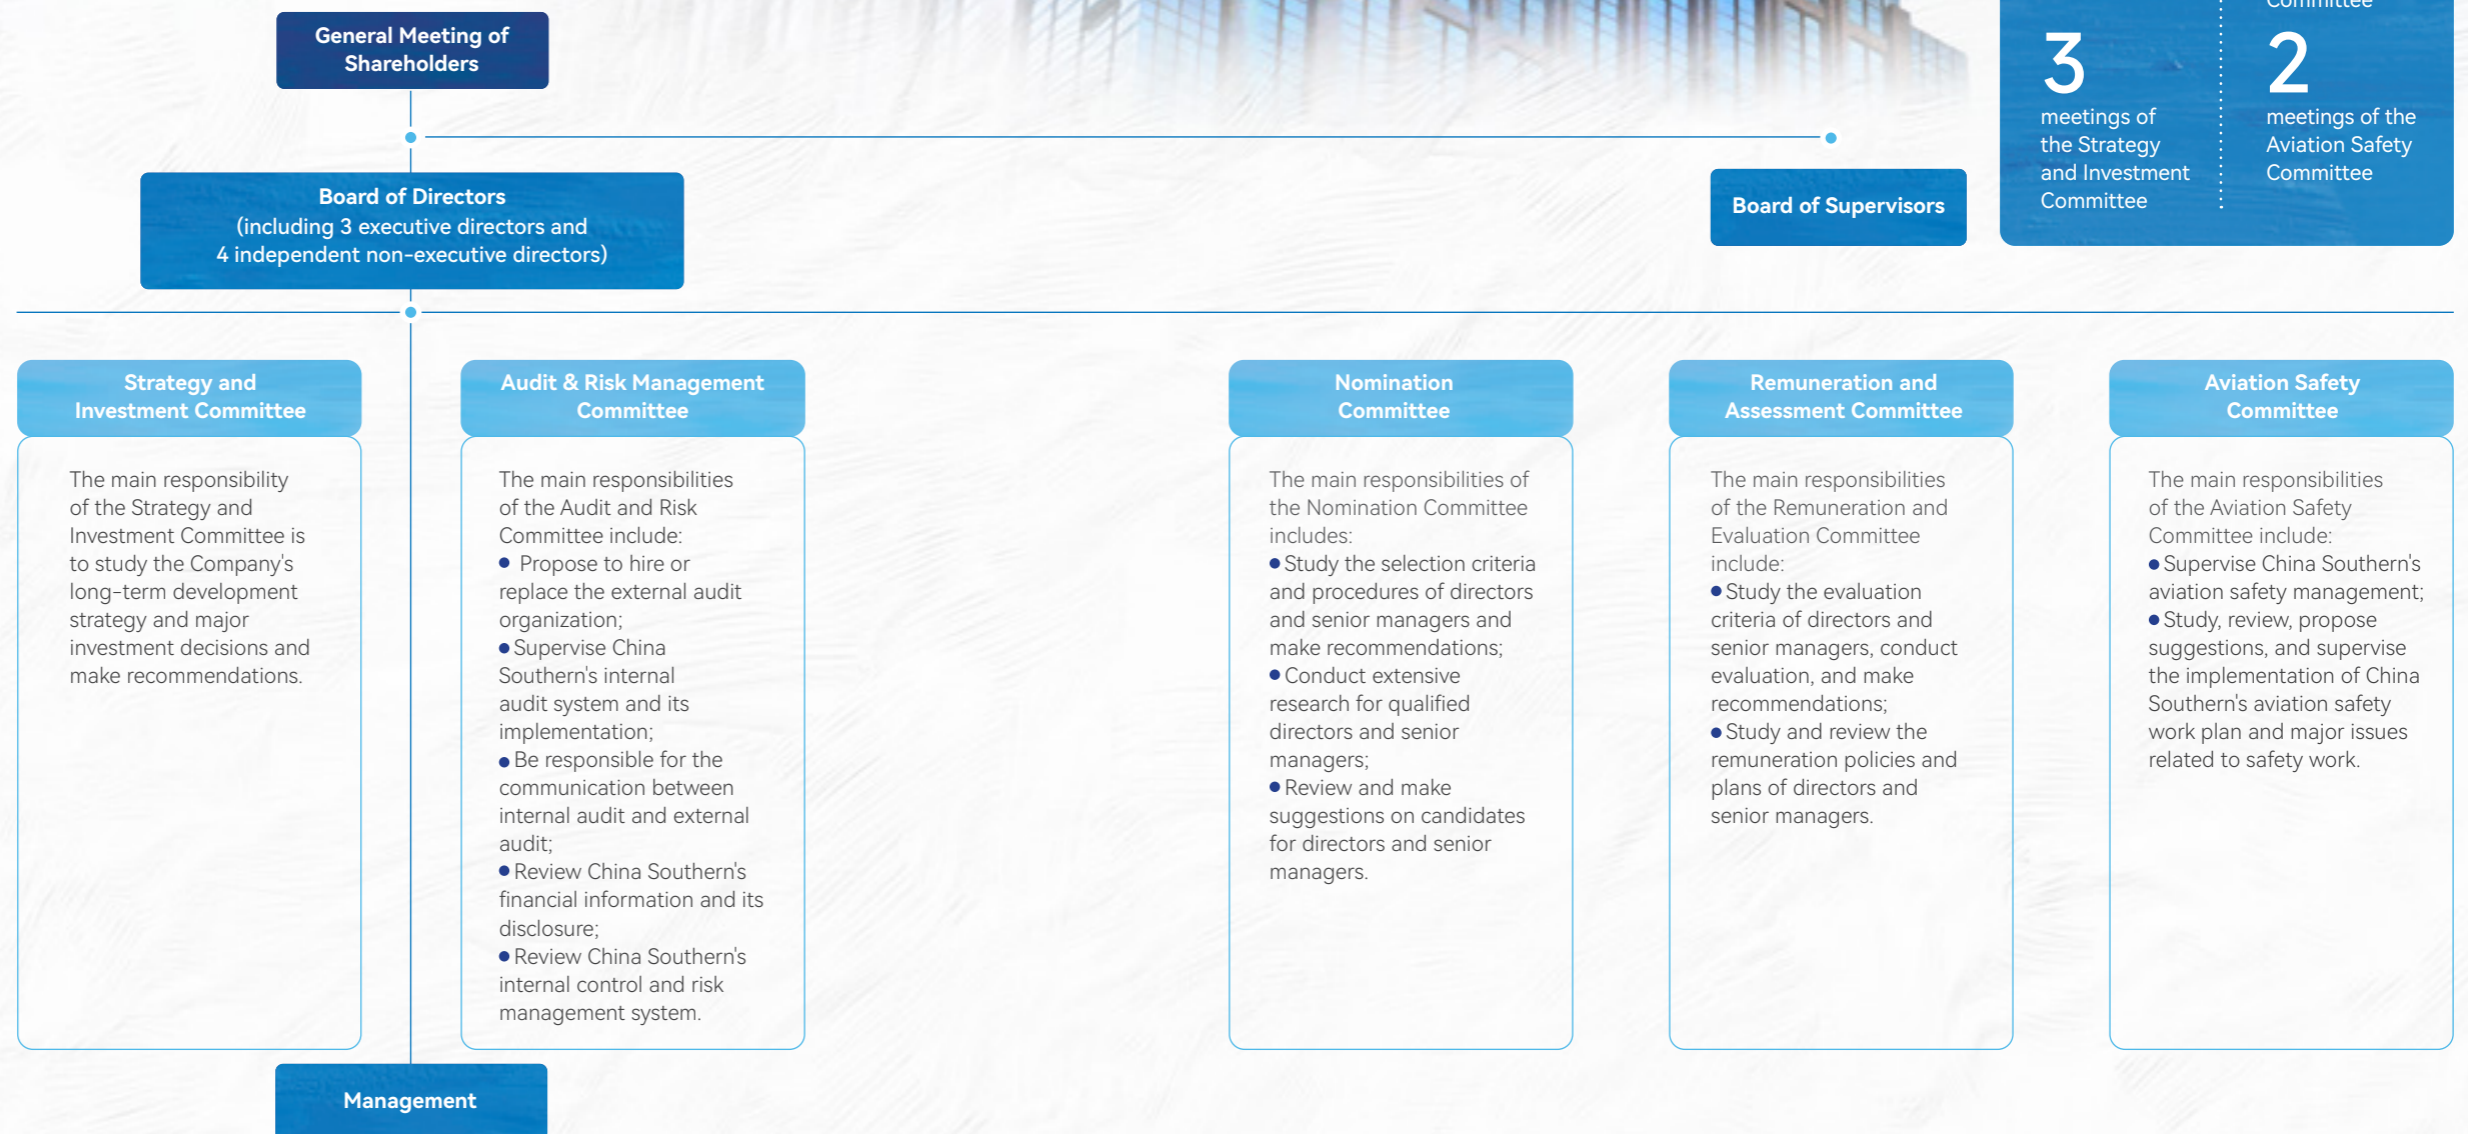 General Meeting of
Shareholders
Committee
3
meetings of
the Strategy
and Investment
Committee
2
meetings of the
Aviation Safety
Committee
Board of Directors
(including 3 executive directors and
4 independent non-executive directors)
Board of Supervisors
Strategy and
Investment Committee
The main responsibility
of the Strategy and
Investment Committee is
to study the Company's
long-term development
strategy and major
investment decisions and
make recommendations.
Audit & Risk Management
Committee
The main responsibilities
of the Audit and Risk
Committee include:
● Propose to hire or
replace the external audit
organization;
● Supervise China
Southern's internal
audit system and its
implementation;
● Be responsible for the
communication between
internal audit and external
audit;
● Review China Southern's
financial information and its
disclosure;
● Review China Southern's
internal control and risk
management system.
Nomination
Committee
The main responsibilities of
the Nomination Committee
includes:
● Study the selection criteria
and procedures of directors
and senior managers and
make recommendations;
● Conduct extensive
research for qualified
directors and senior
managers;
● Review and make
suggestions on candidates
for directors and senior
managers.
Remuneration and
Assessment Committee
The main responsibilities
of the Remuneration and
Evaluation Committee
include:
● Study the evaluation
criteria of directors and
senior managers, conduct
evaluation, and make
recommendations;
● Study and review the
remuneration policies and
plans of directors and
senior managers.
Aviation Safety
Committee
The main responsibilities
of the Aviation Safety
Committee include:
● Supervise China Southern's
aviation safety management;
● Study, review, propose
suggestions, and supervise
the implementation of China
Southern's aviation safety
work plan and major issues
related to safety work.
Management